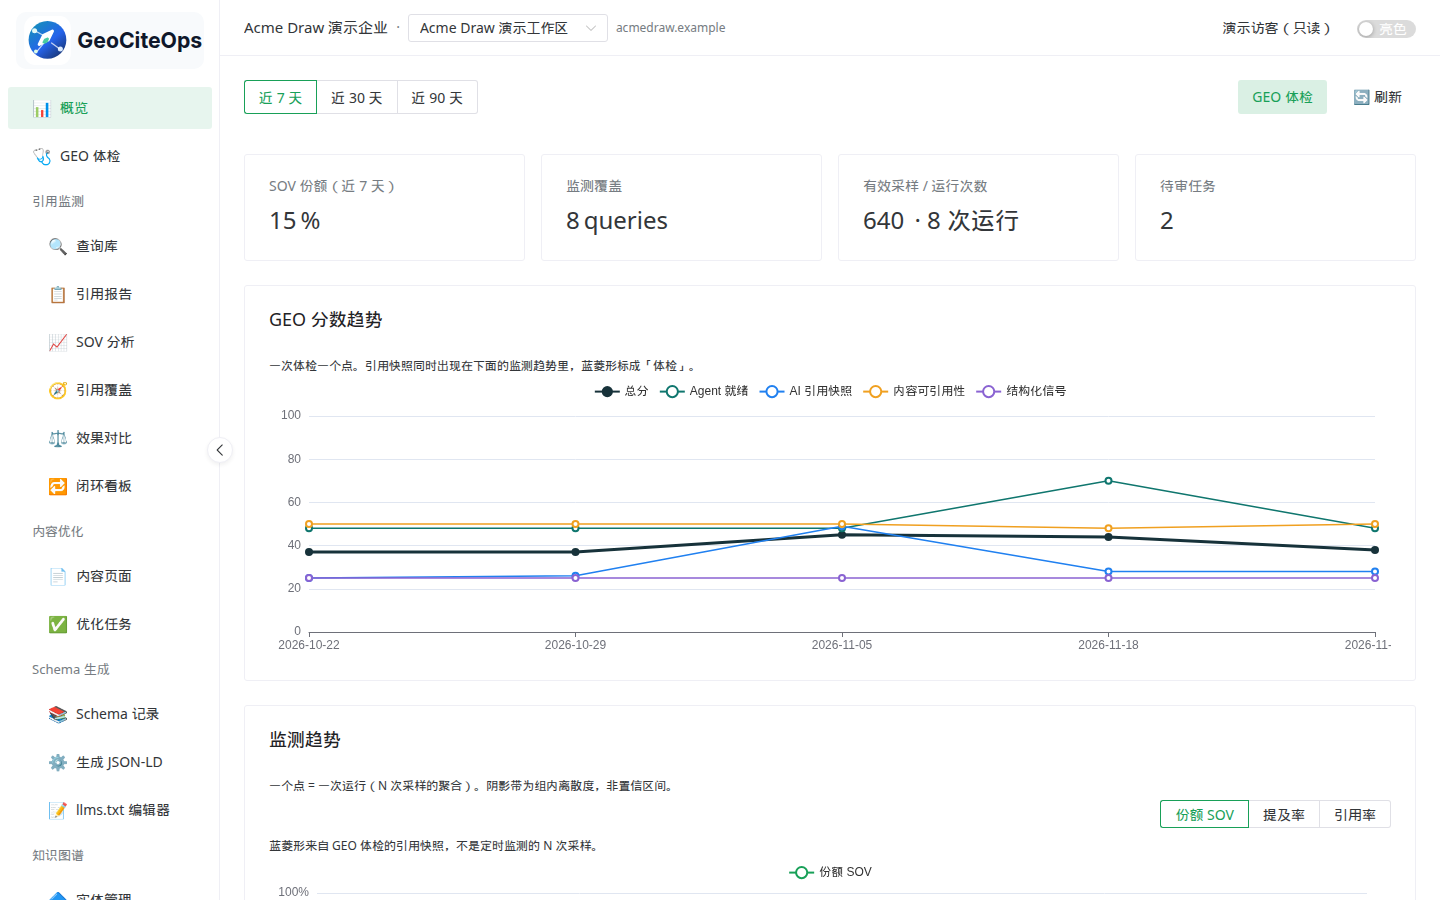 GeoCiteOps
Acme Draw 演示企业 · Acme Draw 演示工作区 acmedraw.example
演示访客（只读）
亮色
概览
GEO 体检
引用监测
查询库
引用报告
SOV 分析
引用覆盖
效果对比
闭环看板
内容优化
内容页面
优化任务
Schema 生成
Schema 记录
生成 JSON-LD
llms.txt 编辑器
知识图谱
实体管理
近 7 天 近 30 天 近 90 天
GEO 体检
刷新
SOV 份额（近 7 天）
15 %
监测覆盖
8 queries
有效采样 / 运行次数
640 · 8 次运行
待审任务
2
GEO 分数趋势
一次体检一个点。引用快照同时出现在下面的监测趋势里，蓝菱形标成「体检」。
总分 Agent 就绪 AI 引用快照 内容可引用性 结构化信号
100
80
60
40
20
0
2026-10-22 2026-10-29 2026-11-05 2026-11-18 2026-11-
监测趋势
一个点 = 一次运行（N 次采样的聚合）。阴影带为组内离散度，非置信区间。
份额 SOV 提及率 引用率
蓝菱形来自 GEO 体检的引用快照，不是定时监测的 N 次采样。
份额 SOV
100%